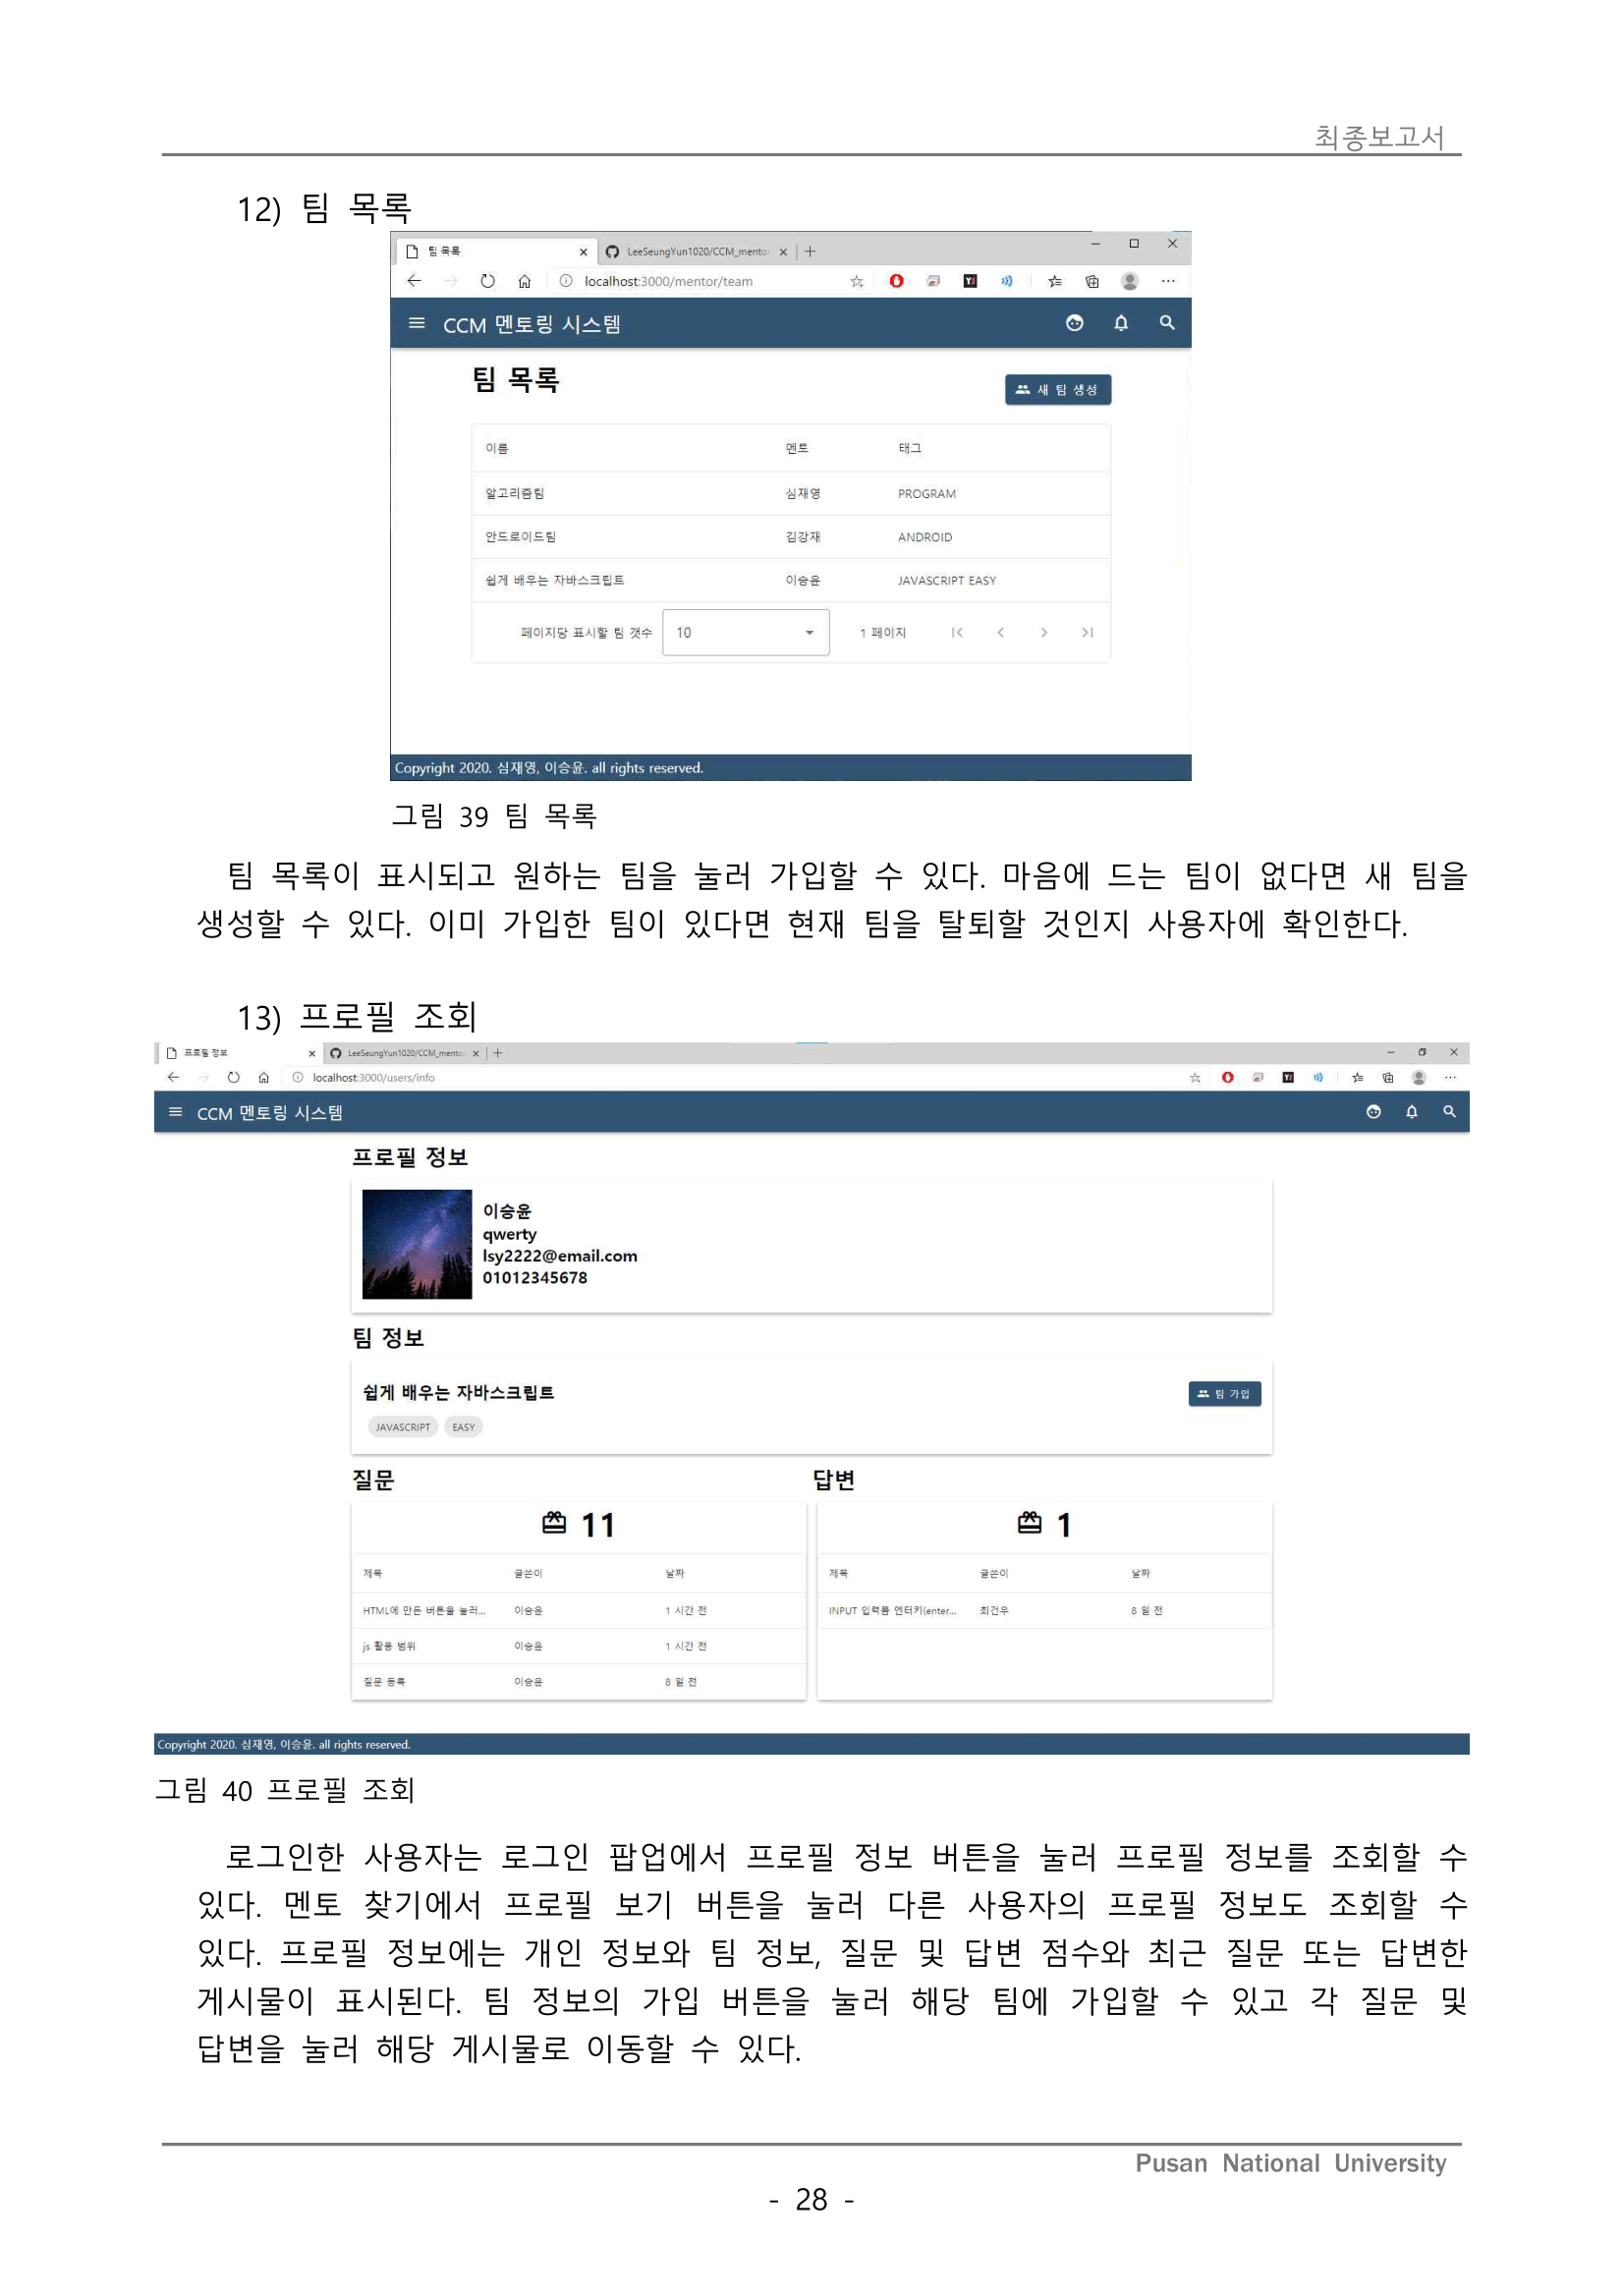 최종보고서
12) 팀 목록
팀 목록
LeeSeungYun1020/CCM_mento
localhost:3000/mentor/team
CCM 멘토링 시스템
팀 목록
새 팀 생성
이름 멘토 태그
알고리즘팀 심재영 PROGRAM
안드로이드팀 김강재 ANDROID
쉽게 배우는 자바스크립트 이승윤 JAVASCRIPT EASY
페이지당 표시할 팀 갯수 10 1 페이지
Copyright 2020. 심재영, 이승윤. all rights reserved.
그림 39 팀 목록
팀 목록이 표시되고 원하는 팀을 눌러 가입할 수 있다. 마음에 드는 팀이 없다면 새 팀을
생성할 수 있다. 이미 가입한 팀이 있다면 현재 팀을 탈퇴할 것인지 사용자에 확인한다.
13) 프로필 조회
프로필 정보
LeeSeungYun1020/CCM_mento
localhost:3000/users/info
CCM 멘토링 시스템
프로필 정보
이승윤
qwerty
lsy2222@email.com
01012345678
팀 정보
쉽게 배우는 자바스크립트
팀 가입
JAVASCRIPT EASY
질문 답변
11 1
제목 글쓴이 날짜 제목 글쓴이 날짜
HTML에 만든 버튼을 눌러... 이승윤 1 시간 전 INPUT 입력폼 엔터키(enter... 최건우 8 일 전
js 활용 범위 이승윤 1 시간 전
질문 등록 이승윤 8 일 전
Copyright 2020. 심재영, 이승윤. all rights reserved.
그림 40 프로필 조회
로그인한 사용자는 로그인 팝업에서 프로필 정보 버튼을 눌러 프로필 정보를 조회할 수
있다. 멘토 찾기에서 프로필 보기 버튼을 눌러 다른 사용자의 프로필 정보도 조회할 수
있다. 프로필 정보에는 개인 정보와 팀 정보, 질문 및 답변 점수와 최근 질문 또는 답변한
게시물이 표시된다. 팀 정보의 가입 버튼을 눌러 해당 팀에 가입할 수 있고 각 질문 및
답변을 눌러 해당 게시물로 이동할 수 있다.
Pusan National University
- 28 -